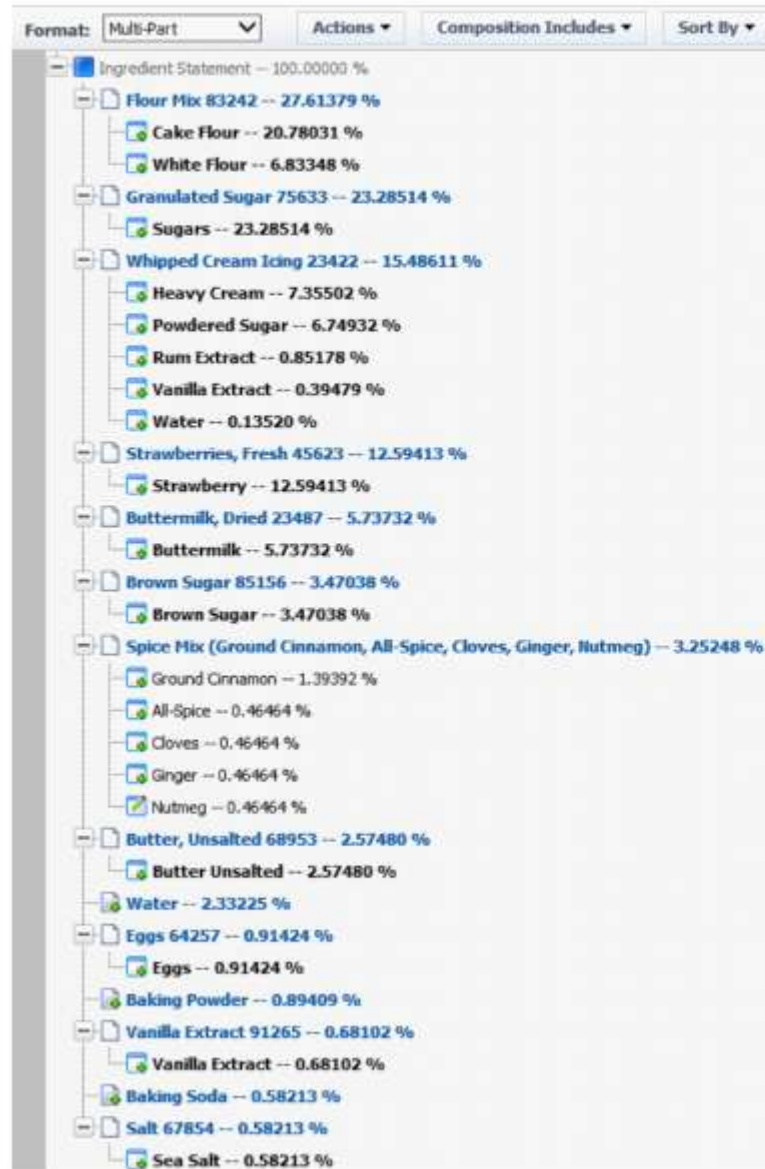 Format: Multi-Part Actions Composition Includes Sort By
Ingredient Statement -- 100.00000 %
Flour Mix 83242 -- 27.61379 %
Cake Flour -- 20.78031 %
White Flour -- 6.83348 %
Granulated Sugar 75633 -- 23.28514 %
Sugars -- 23.28514 %
Whipped Cream Icing 23422 -- 15.48611 %
Heavy Cream -- 7.35502 %
Powdered Sugar -- 6.74932 %
Rum Extract -- 0.85178 %
Vanilla Extract -- 0.39479 %
Water -- 0.13520 %
Strawberries, Fresh 45623 -- 12.59413 %
Strawberry -- 12.59413 %
Buttermilk, Dried 23487 -- 5.73732 %
Buttermilk -- 5.73732 %
Brown Sugar 85156 -- 3.47038 %
Brown Sugar -- 3.47038 %
Spice Mix (Ground Cinnamon, All-Spice, Cloves, Ginger, Nutmeg) -- 3.25248 %
Ground Cinnamon -- 1.39392 %
All-Spice -- 0.46464 %
Cloves -- 0.46464 %
Ginger -- 0.46464 %
Nutmeg -- 0.46464 %
Butter, Unsalted 68953 -- 2.57480 %
Butter Unsalted -- 2.57480 %
Water -- 2.33225 %
Eggs 64257 -- 0.91424 %
Eggs -- 0.91424 %
Baking Powder -- 0.89409 %
Vanilla Extract 91265 -- 0.68102 %
Vanilla Extract -- 0.68102 %
Baking Soda -- 0.58213 %
Salt 67854 -- 0.58213 %
Sea Salt -- 0.58213 %